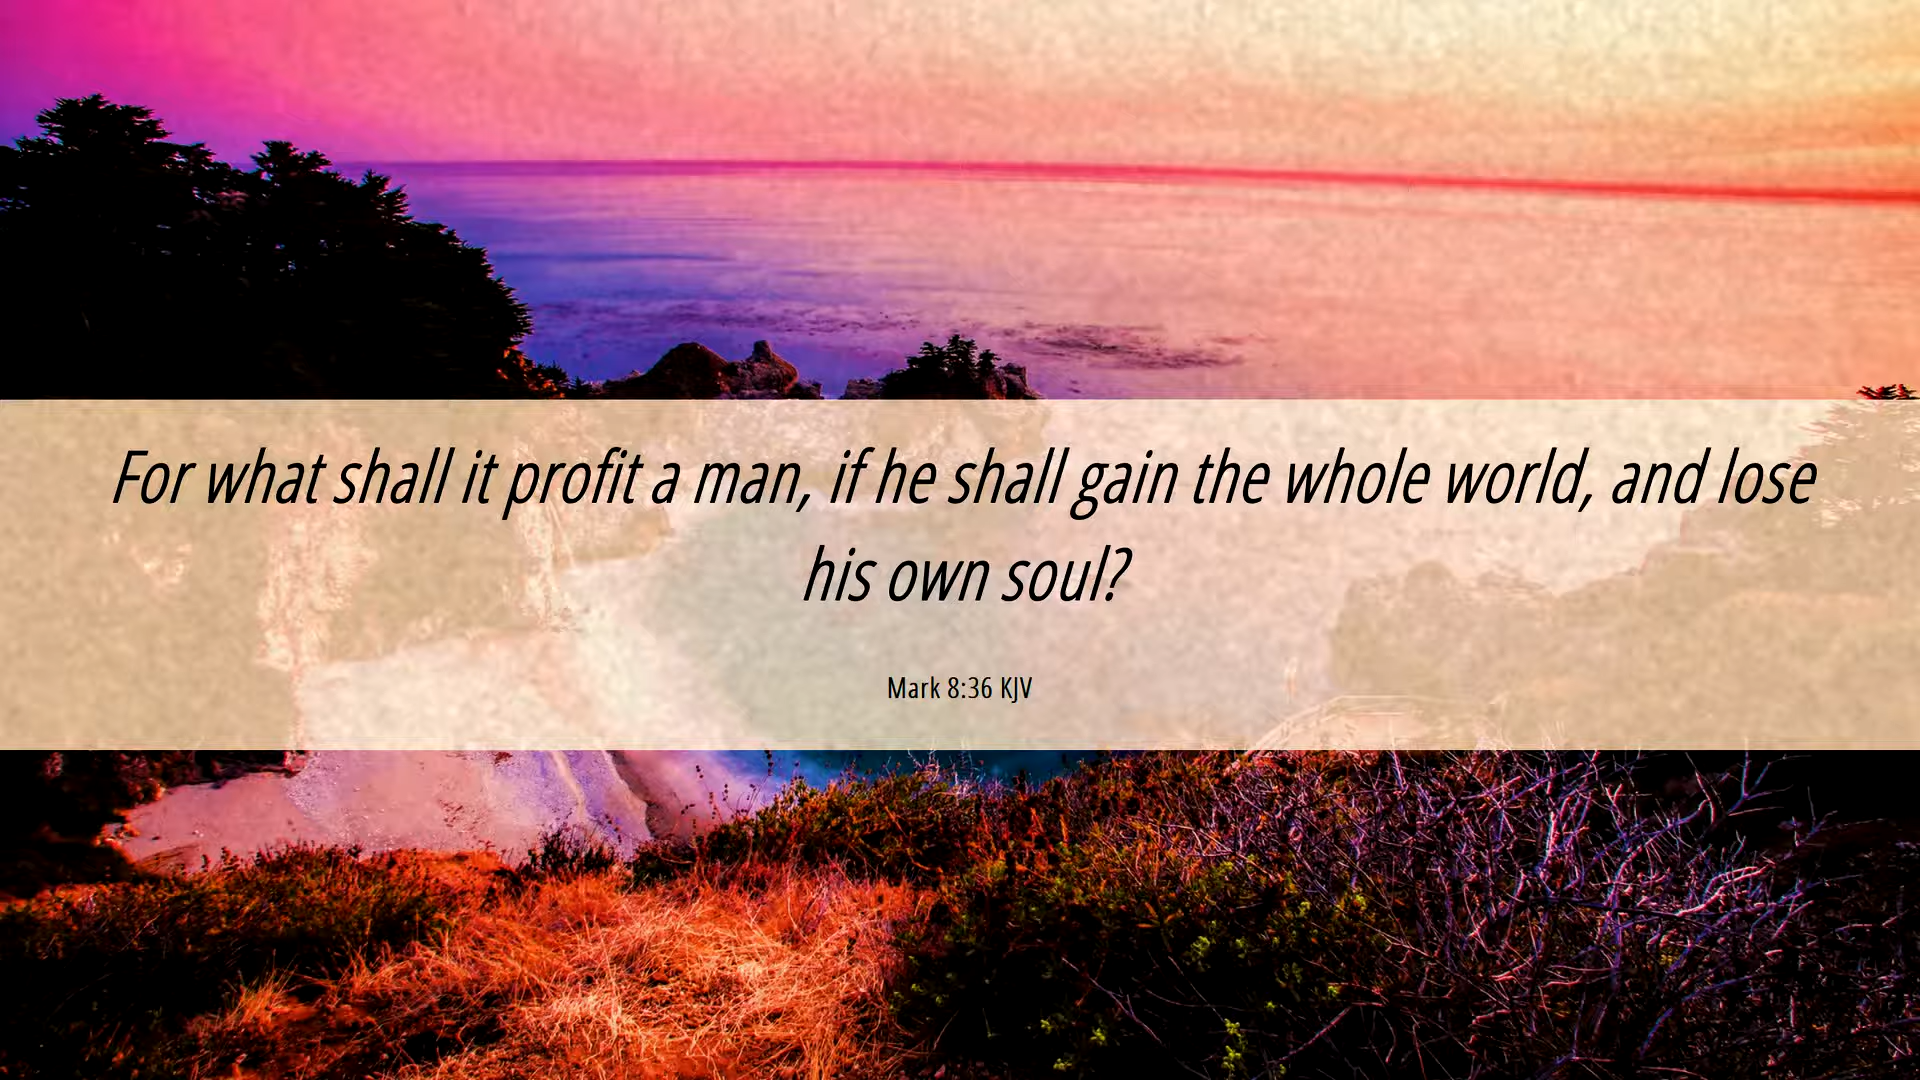 For what shall it profit a man, if he shall gain the whole world, and lose
his own soul?
Mark 8:36 KJV